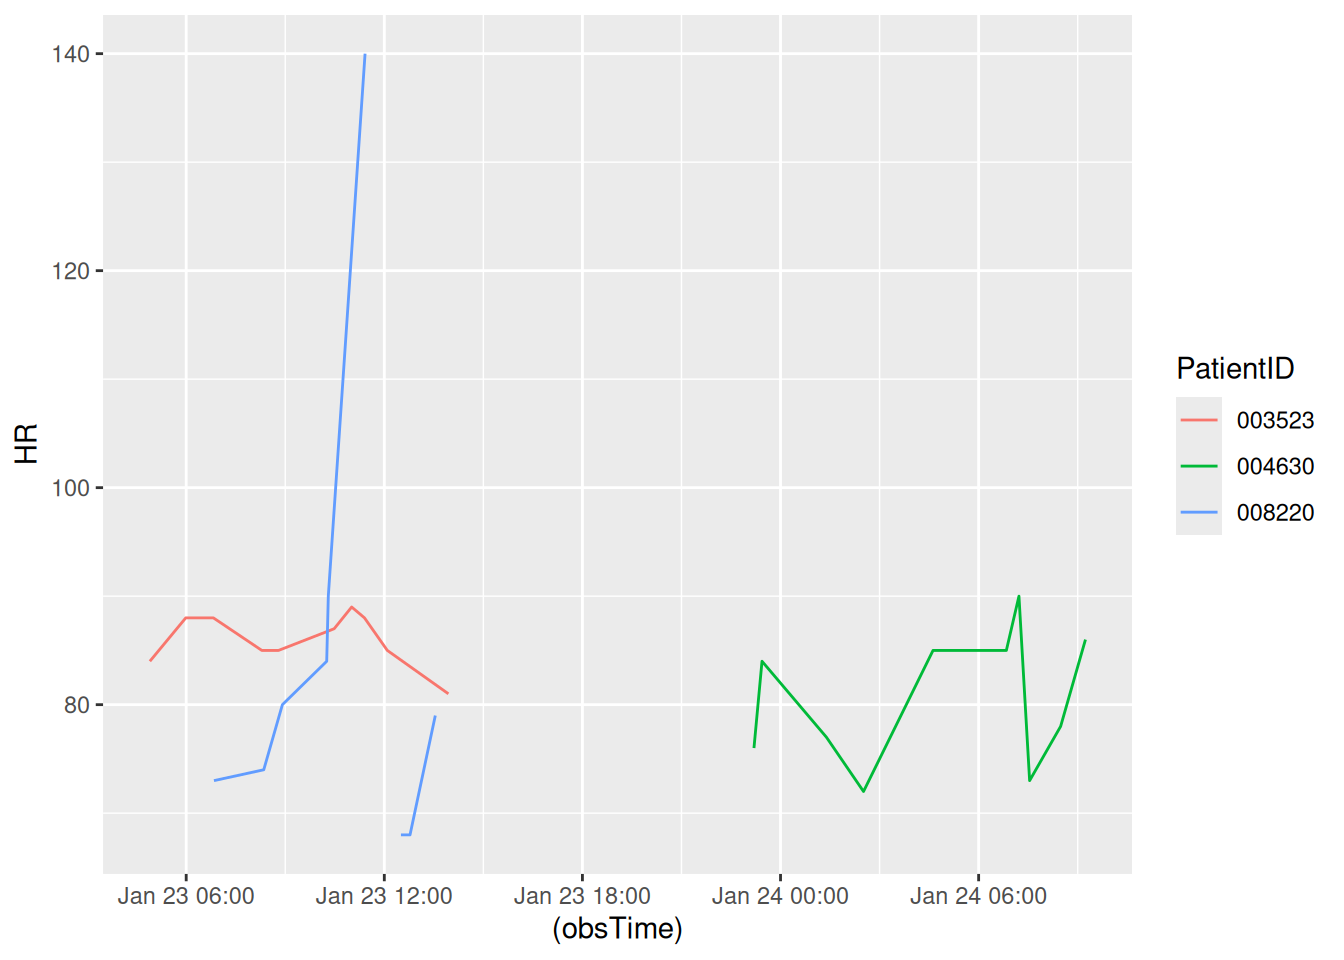 140
120
100
80
HR
Jan 23 06:00
Jan 23 12:00
Jan 23 18:00
Jan 24 00:00
Jan 24 06:00
(obsTime)
PatientID
003523
004630
008220